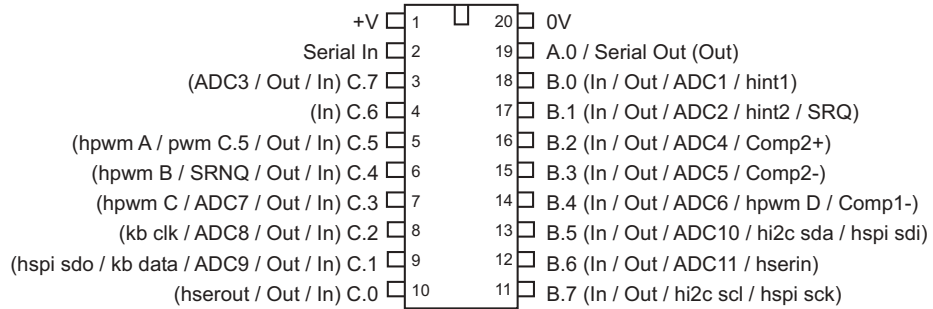 +V 1 20 0V
Serial In 2 19 A.0 / Serial Out (Out)
(ADC3 / Out / In) C.7 3 18 B.0 (In / Out / ADC1 / hint1)
(In) C.6 4 17 B.1 (In / Out / ADC2 / hint2 / SRQ)
(hpwm A / pwm C.5 / Out / In) C.5 5 16 B.2 (In / Out / ADC4 / Comp2+)
(hpwm B / SRNQ / Out / In) C.4 6 15 B.3 (In / Out / ADC5 / Comp2-)
(hpwm C / ADC7 / Out / In) C.3 7 14 B.4 (In / Out / ADC6 / hpwm D / Comp1-)
(kb clk / ADC8 / Out / In) C.2 8 13 B.5 (In / Out / ADC10 / hi2c sda / hspi sdi)
(hspi sdo / kb data / ADC9 / Out / In) C.1 9 12 B.6 (In / Out / ADC11 / hserin)
(hserout / Out / In) C.0 10 11 B.7 (In / Out / hi2c scl / hspi sck)